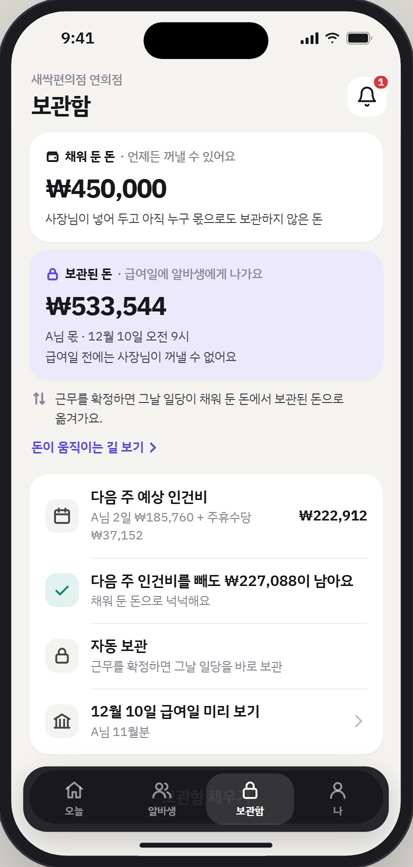 9:41
새싹편의점 연희점
보관함
1
채워 둔 돈 · 언제든 꺼낼 수 있어요
₩450,000
사장님이 넣어 두고 아직 누구 몫으로도 보관하지 않은 돈
보관된 돈 · 급여일에 알바생에게 나가요
₩533,544
A님 몫 · 12월 10일 오전 9시
급여일 전에는 사장님이 꺼낼 수 없어요
근무를 확정하면 그날 일당이 채워 둔 돈에서 보관된 돈으로
옮겨가요.
돈이 움직이는 길 보기
다음 주 예상 인건비
A님 2일 ₩185,760 + 주휴수당
₩37,152
₩222,912
다음 주 인건비를 빼도 ₩227,088이 남아요
채워 둔 돈으로 넉넉해요
자동 보관
근무를 확정하면 그날 일당을 바로 보관
12월 10일 급여일 미리 보기
A님 11월분
오늘
알바생
보관함
나